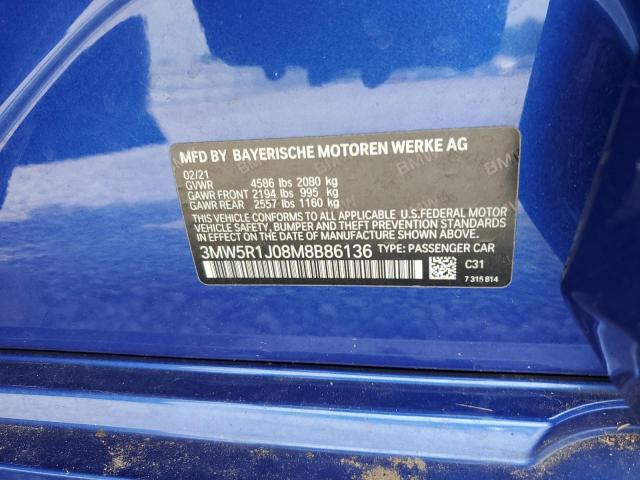 MFD BY BAYERISCHE MOTOREN WERKE AG
02/21
GVWR 4586 lbs 2080 kg
GAWR FRONT 2194 lbs 995 kg
GAWR REAR 2557 lbs 1160 kg
THIS VEHICLE CONFORMS TO ALL APPLICABLE U.S.FEDERAL MOTOR
VEHICLE SAFETY, BUMPER AND THEFT PREVENTION STANDARDS IN
EFFECT ON THE DATE OF MANUFACTURE SHOWN ABOVE.
3MW5R1J08M8B86136 TYPE: PASSENGER CAR
C31
7 315 814